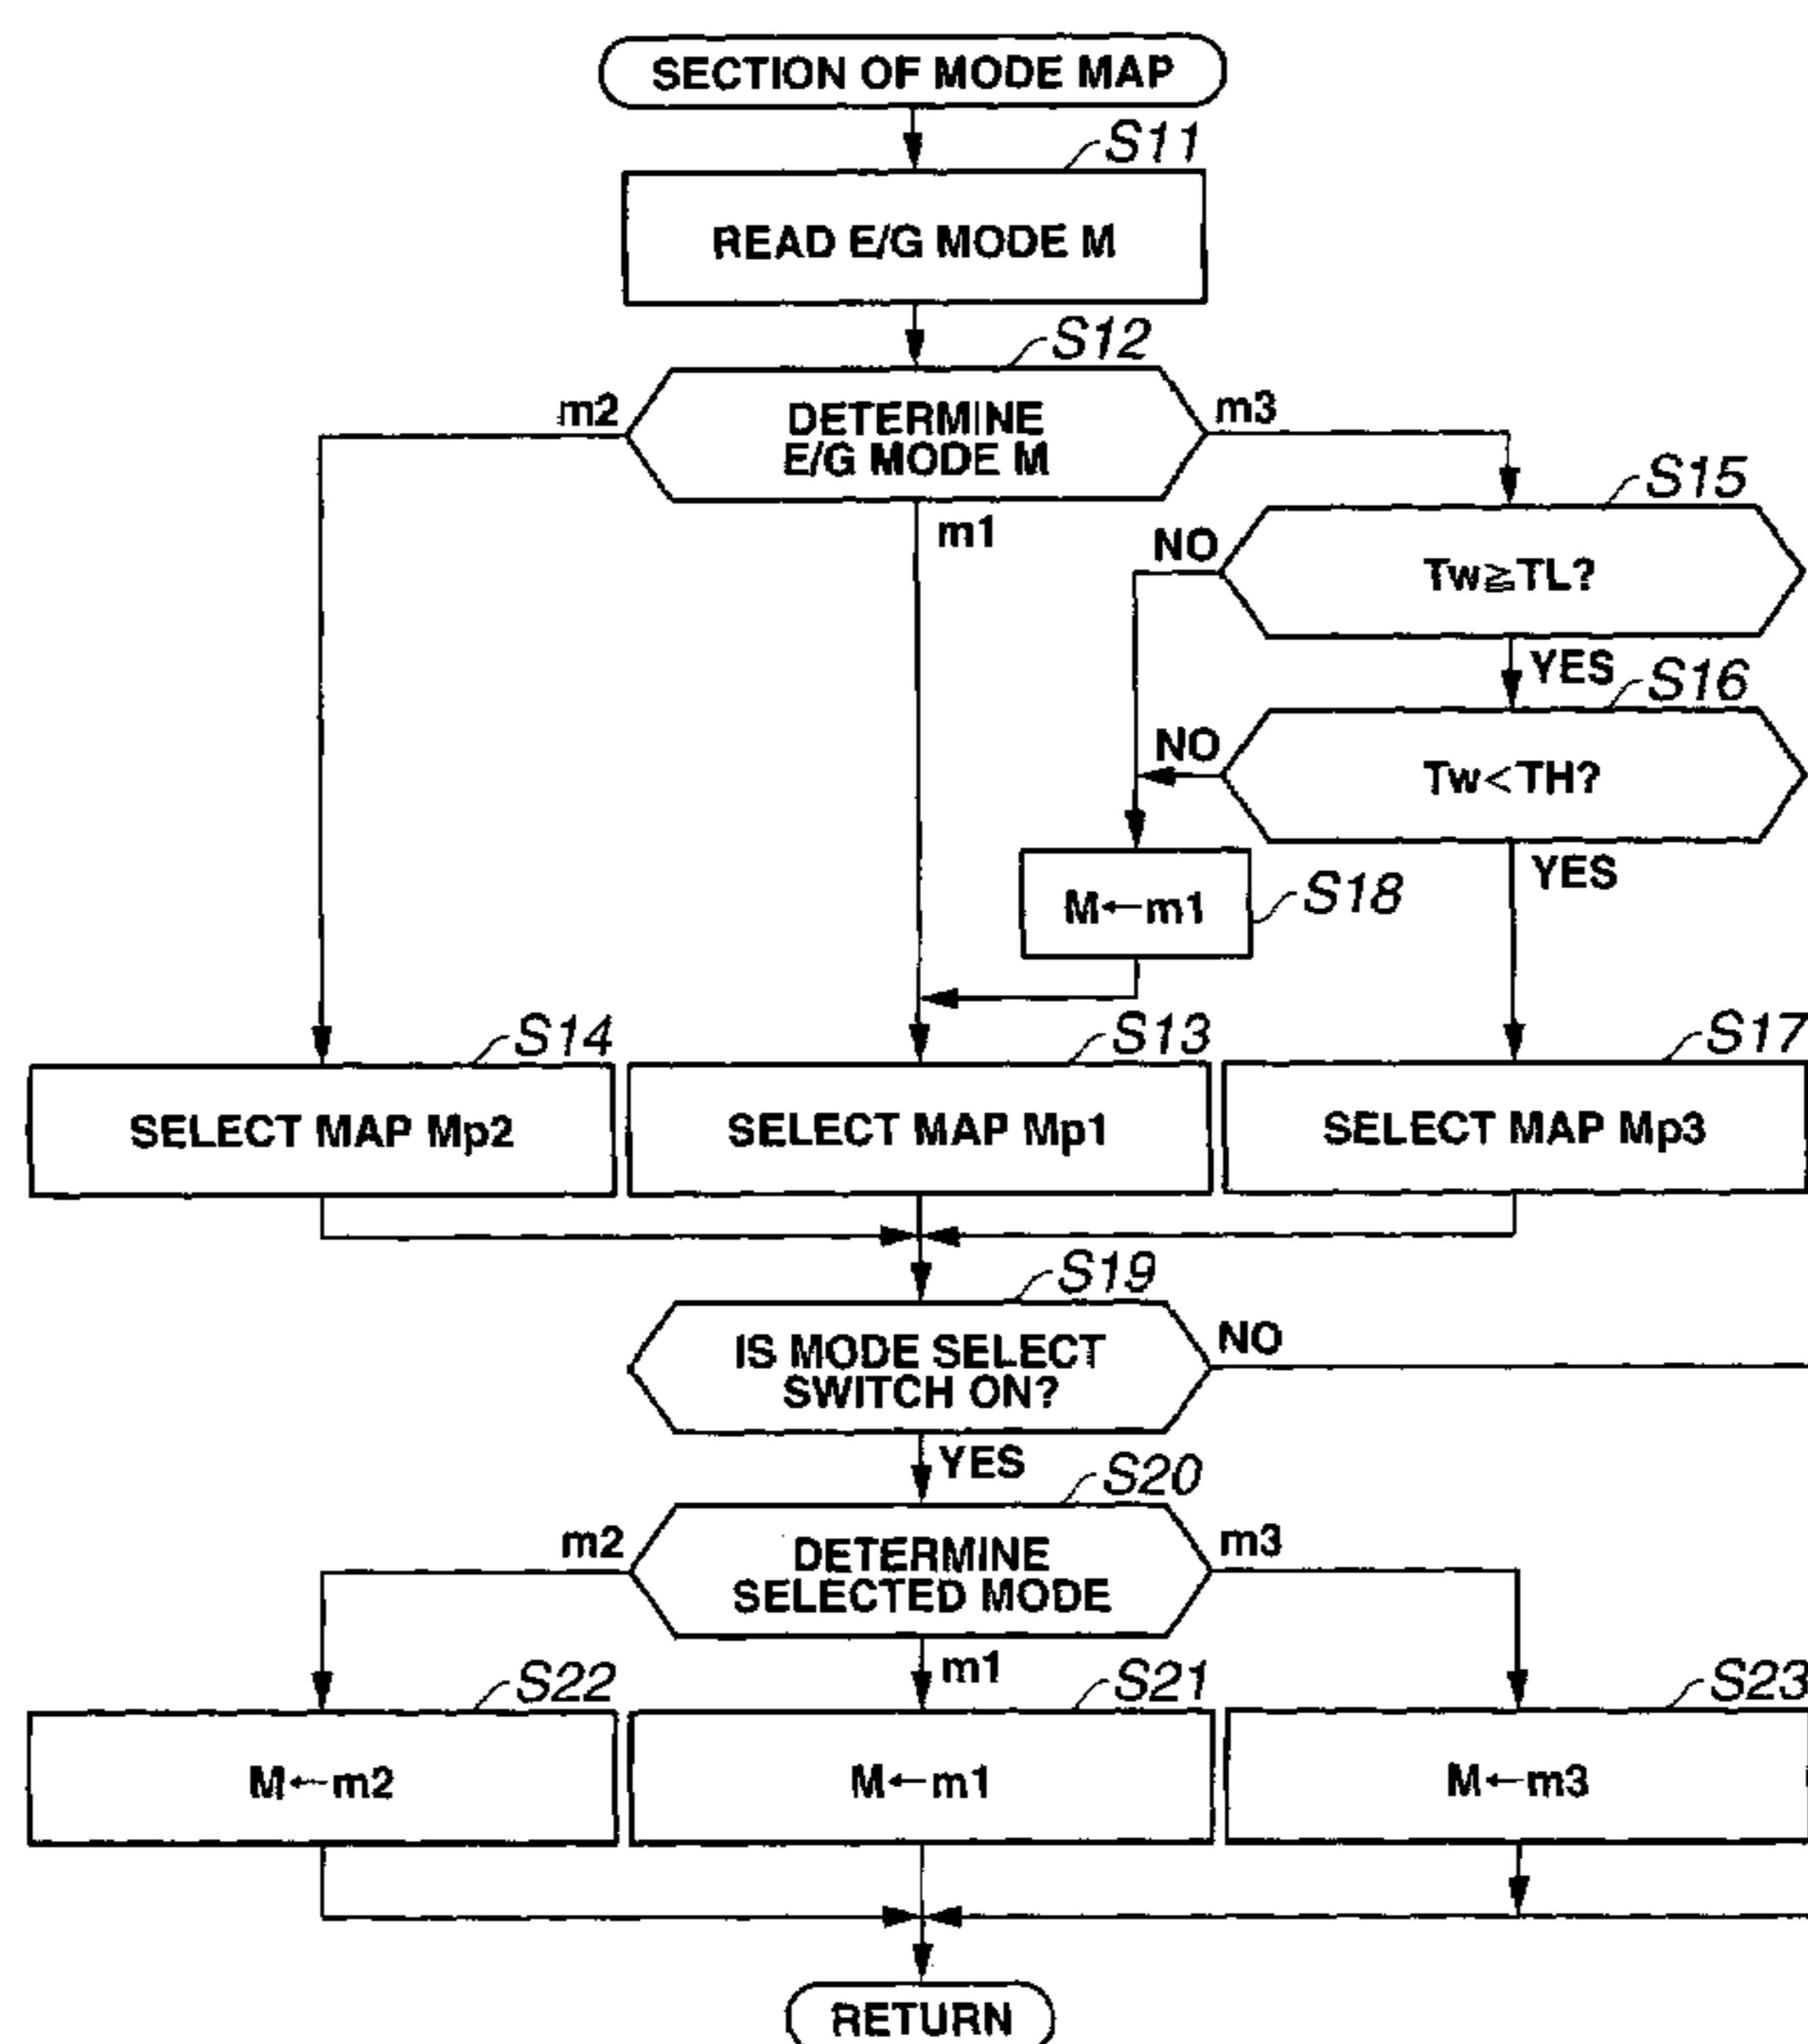 SECTION OF MODE MAP
S11
READ E/G MODE M
S12
m2
DETERMINE
E/G MODE M
m3
m1
S15
NO
Tw≧TL?
YES
S16
NO
Tw<TH?
YES
M←m1
S18
S14
S13
S17
SELECT MAP Mp2
SELECT MAP Mp1
SELECT MAP Mp3
S19
IS MODE SELECT
SWITCH ON?
NO
YES
S20
m2
DETERMINE
SELECTED MODE
m3
m1
S22
S21
S23
M←m2
M←m1
M←m3
RETURN